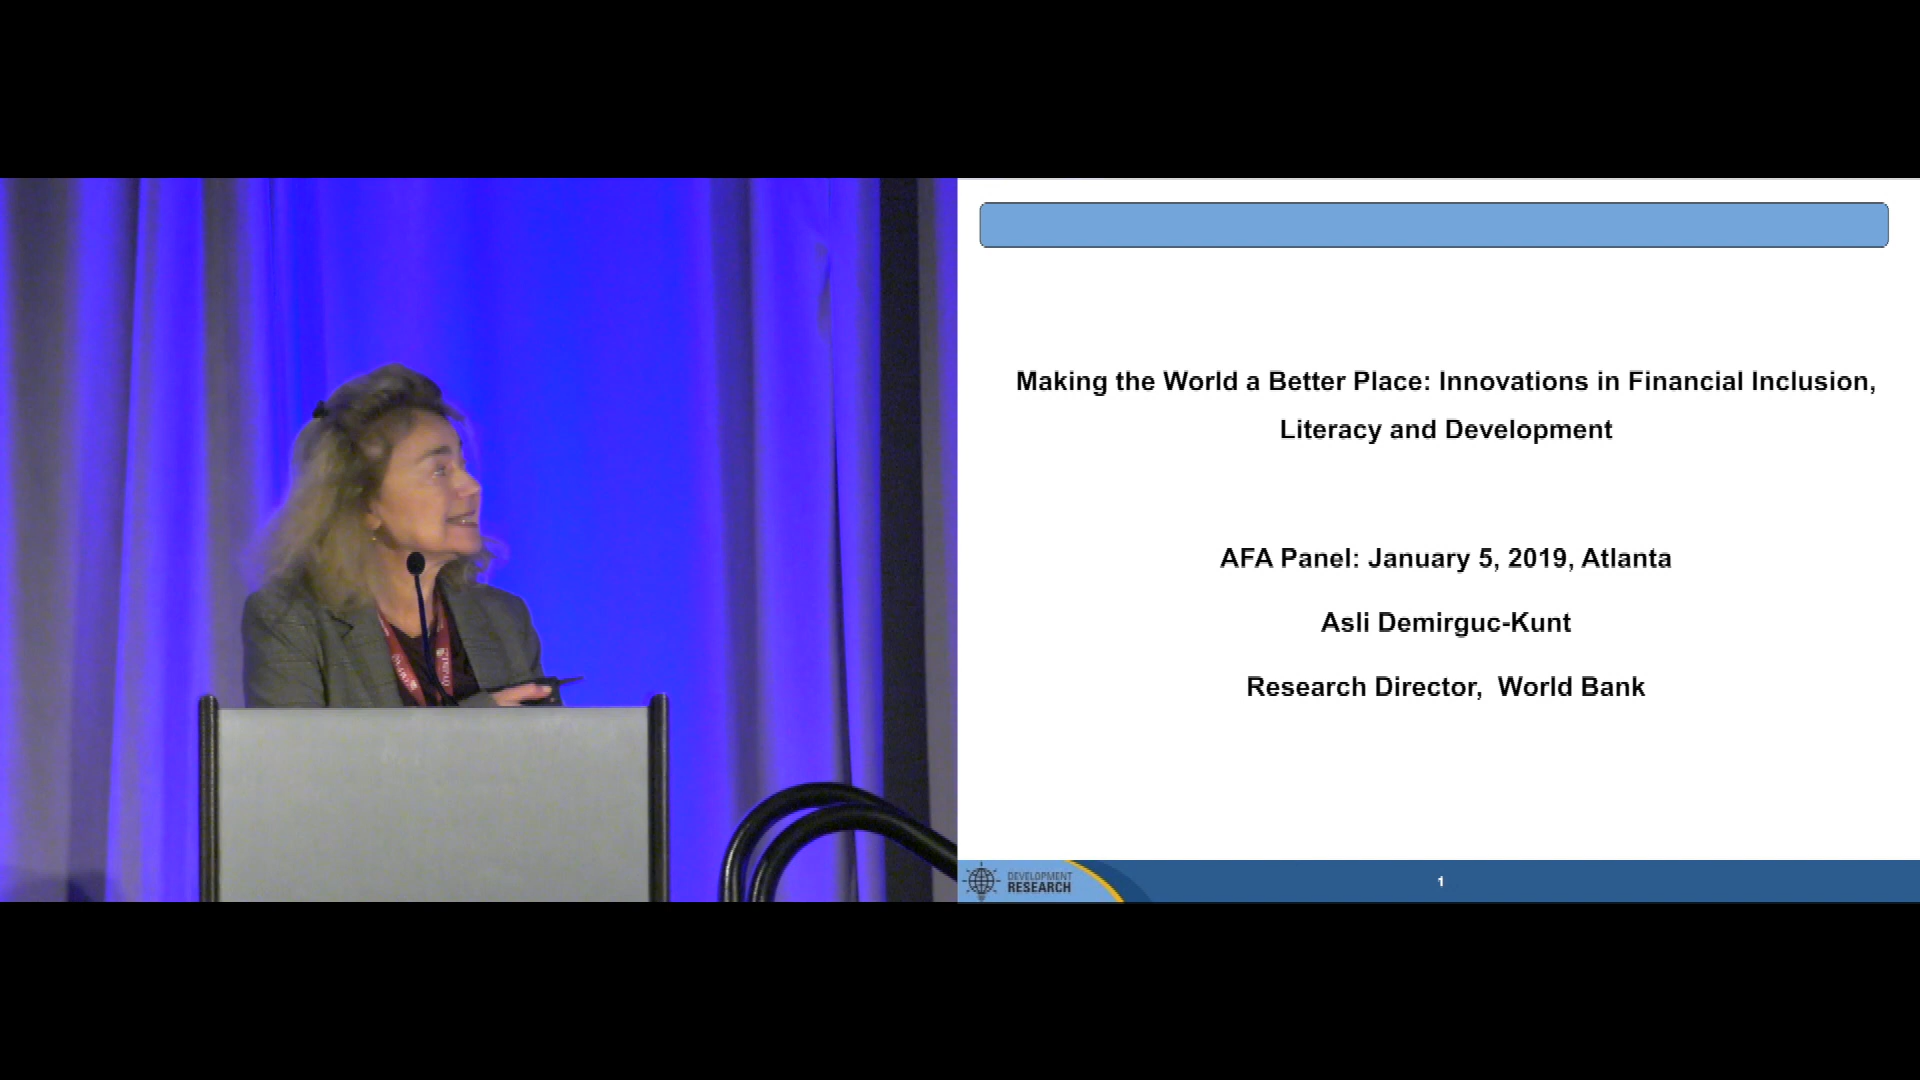 Making the World a Better Place: Innovations in Financial Inclusion,
Literacy and Development
AFA Panel: January 5, 2019, Atlanta
Asli Demirguc-Kunt
Research Director, World Bank
DEVELOPMENT
RESEARCH
1